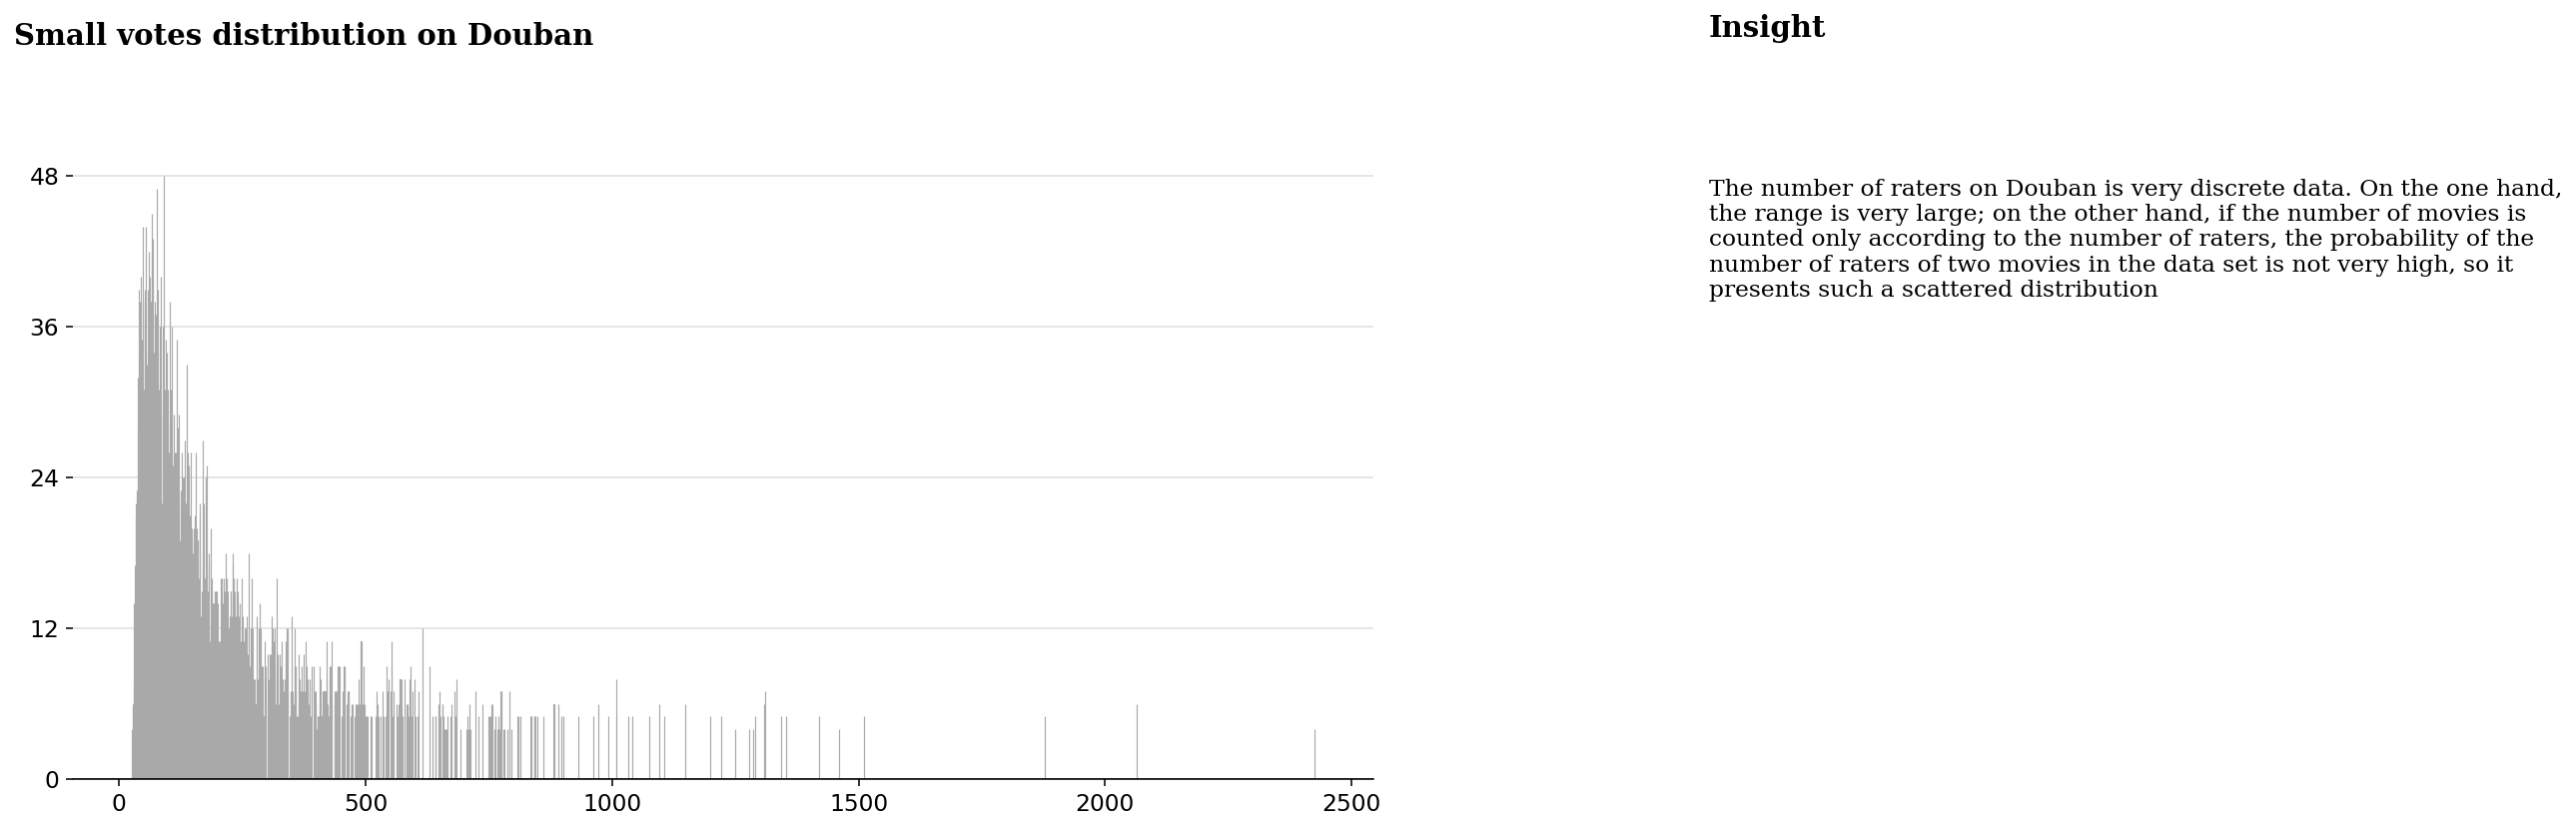 Small votes distribution on Douban
Insight
48
36
24
12
0
0 500 1000 1500 2000 2500
The number of raters on Douban is very discrete data. On the one hand,
the range is very large; on the other hand, if the number of movies is
counted only according to the number of raters, the probability of the
number of raters of two movies in the data set is not very high, so it
presents such a scattered distribution